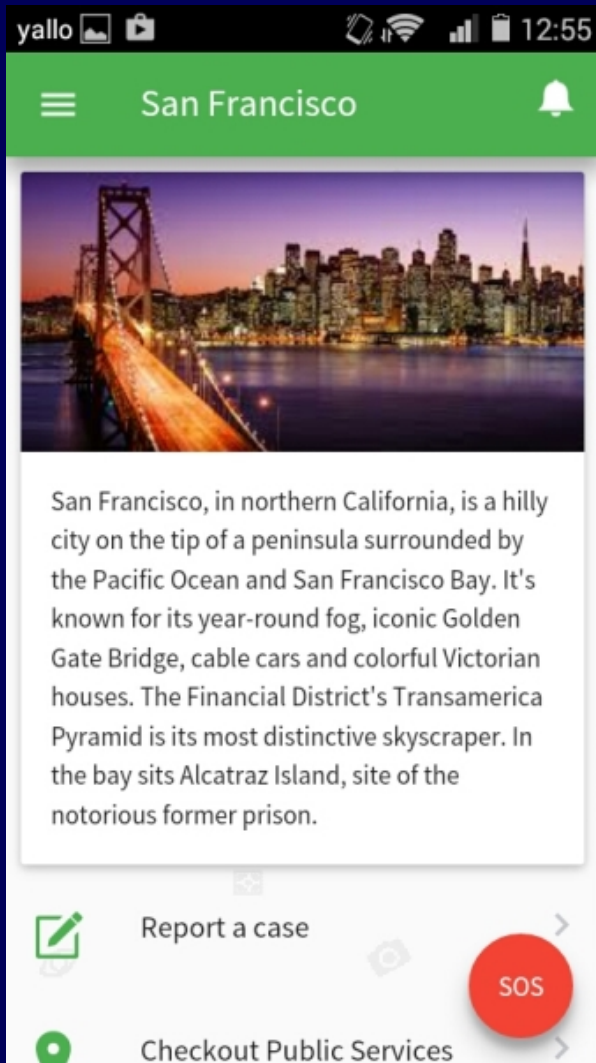 yallo 12:55
San Francisco
San Francisco, in northern California, is a hilly
city on the tip of a peninsula surrounded by
the Pacific Ocean and San Francisco Bay. It's
known for its year-round fog, iconic Golden
Gate Bridge, cable cars and colorful Victorian
houses. The Financial District's Transamerica
Pyramid is its most distinctive skyscraper. In
the bay sits Alcatraz Island, site of the
notorious former prison.
Report a case
SOS
Checkout Public Services